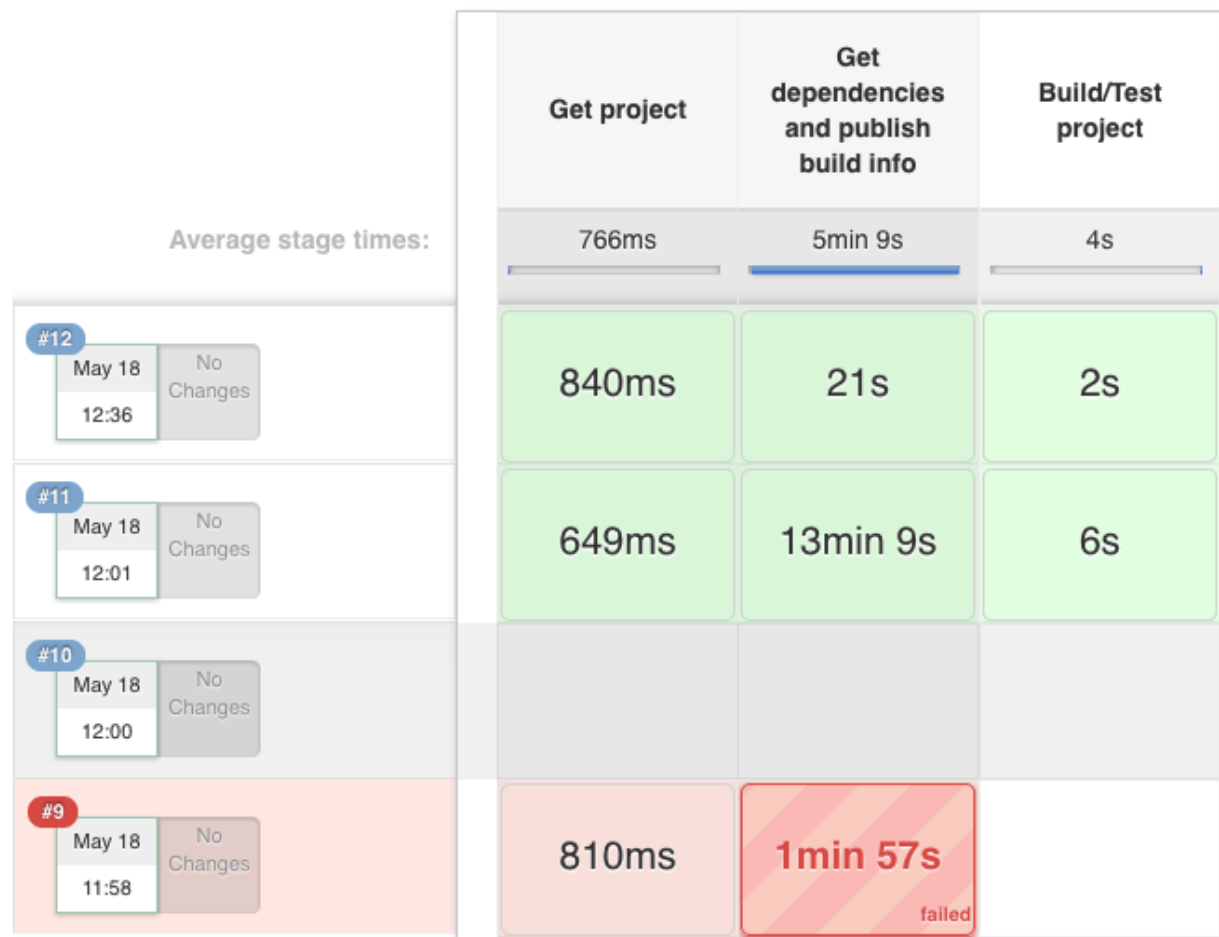 Get project
Get
dependencies
and publish
build info
Build/Test
project
Average stage times:
766ms
5min 9s
4s
#12
May 18
12:36
No
Changes
840ms
21s
2s
#11
May 18
12:01
No
Changes
649ms
13min 9s
6s
#10
May 18
12:00
No
Changes
#9
May 18
11:58
No
Changes
810ms
1min 57s
failed